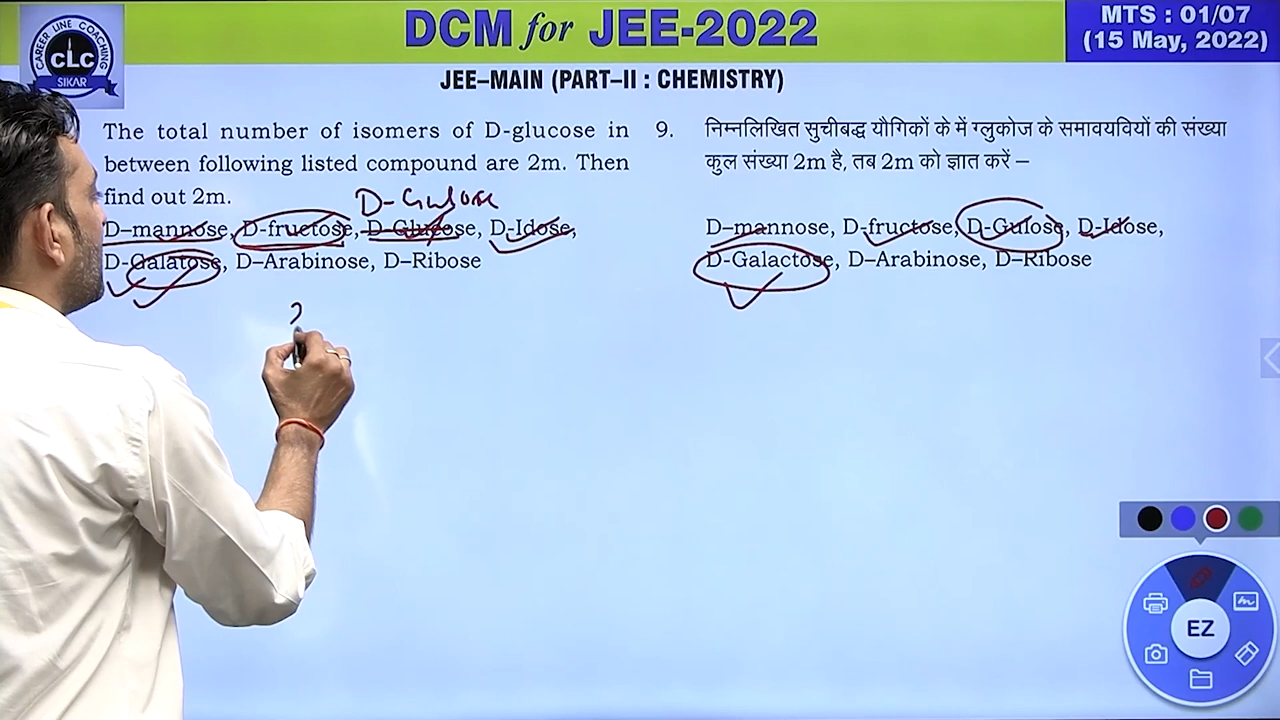 DCM for JEE-2022
MTS : 01/07
(15 May, 2022)
CAREER LINE COACHING
CLC
SIKAR
JEE–MAIN (PART–II : CHEMISTRY)
The total number of isomers of D-glucose in
between following listed compound are 2m. Then
find out 2m.
D-Gulose
D–mannose, D-fructose, D-Glucose, D-Idose,
D-Galatose, D–Arabinose, D–Ribose
2
9. निम्नलिखित सुचीबद्ध यौगिकों के में ग्लुकोज के समावयवियों की संख्या
कुल संख्या 2m है, तब 2m को ज्ञात करें –
D–mannose, D-fructose, D-Gulose, D-Idose,
D-Galactose, D–Arabinose, D–Ribose
EZ